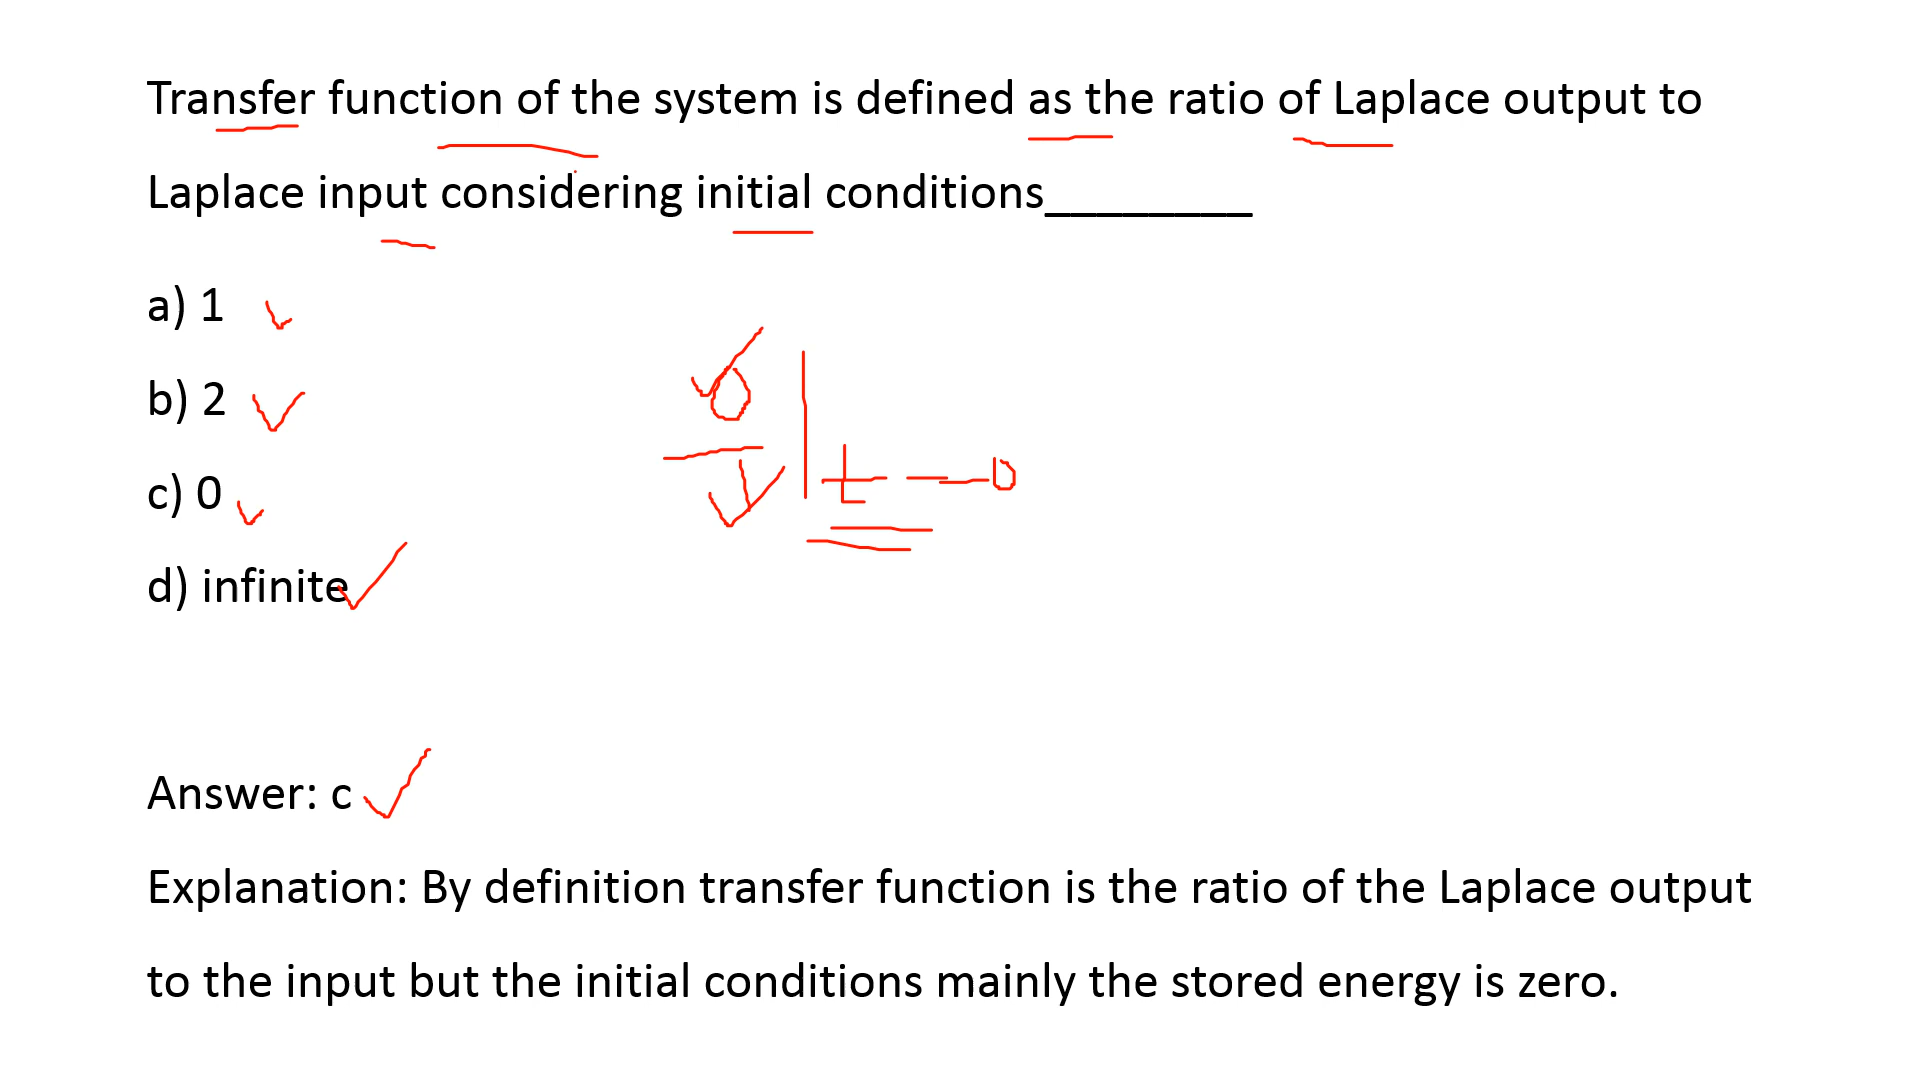 Transfer function of the system is defined as the ratio of Laplace output to
Laplace input considering initial conditions________
a) 1
b) 2
c) 0
d) infinite
Answer: c
Explanation: By definition transfer function is the ratio of the Laplace output
to the input but the initial conditions mainly the stored energy is zero.